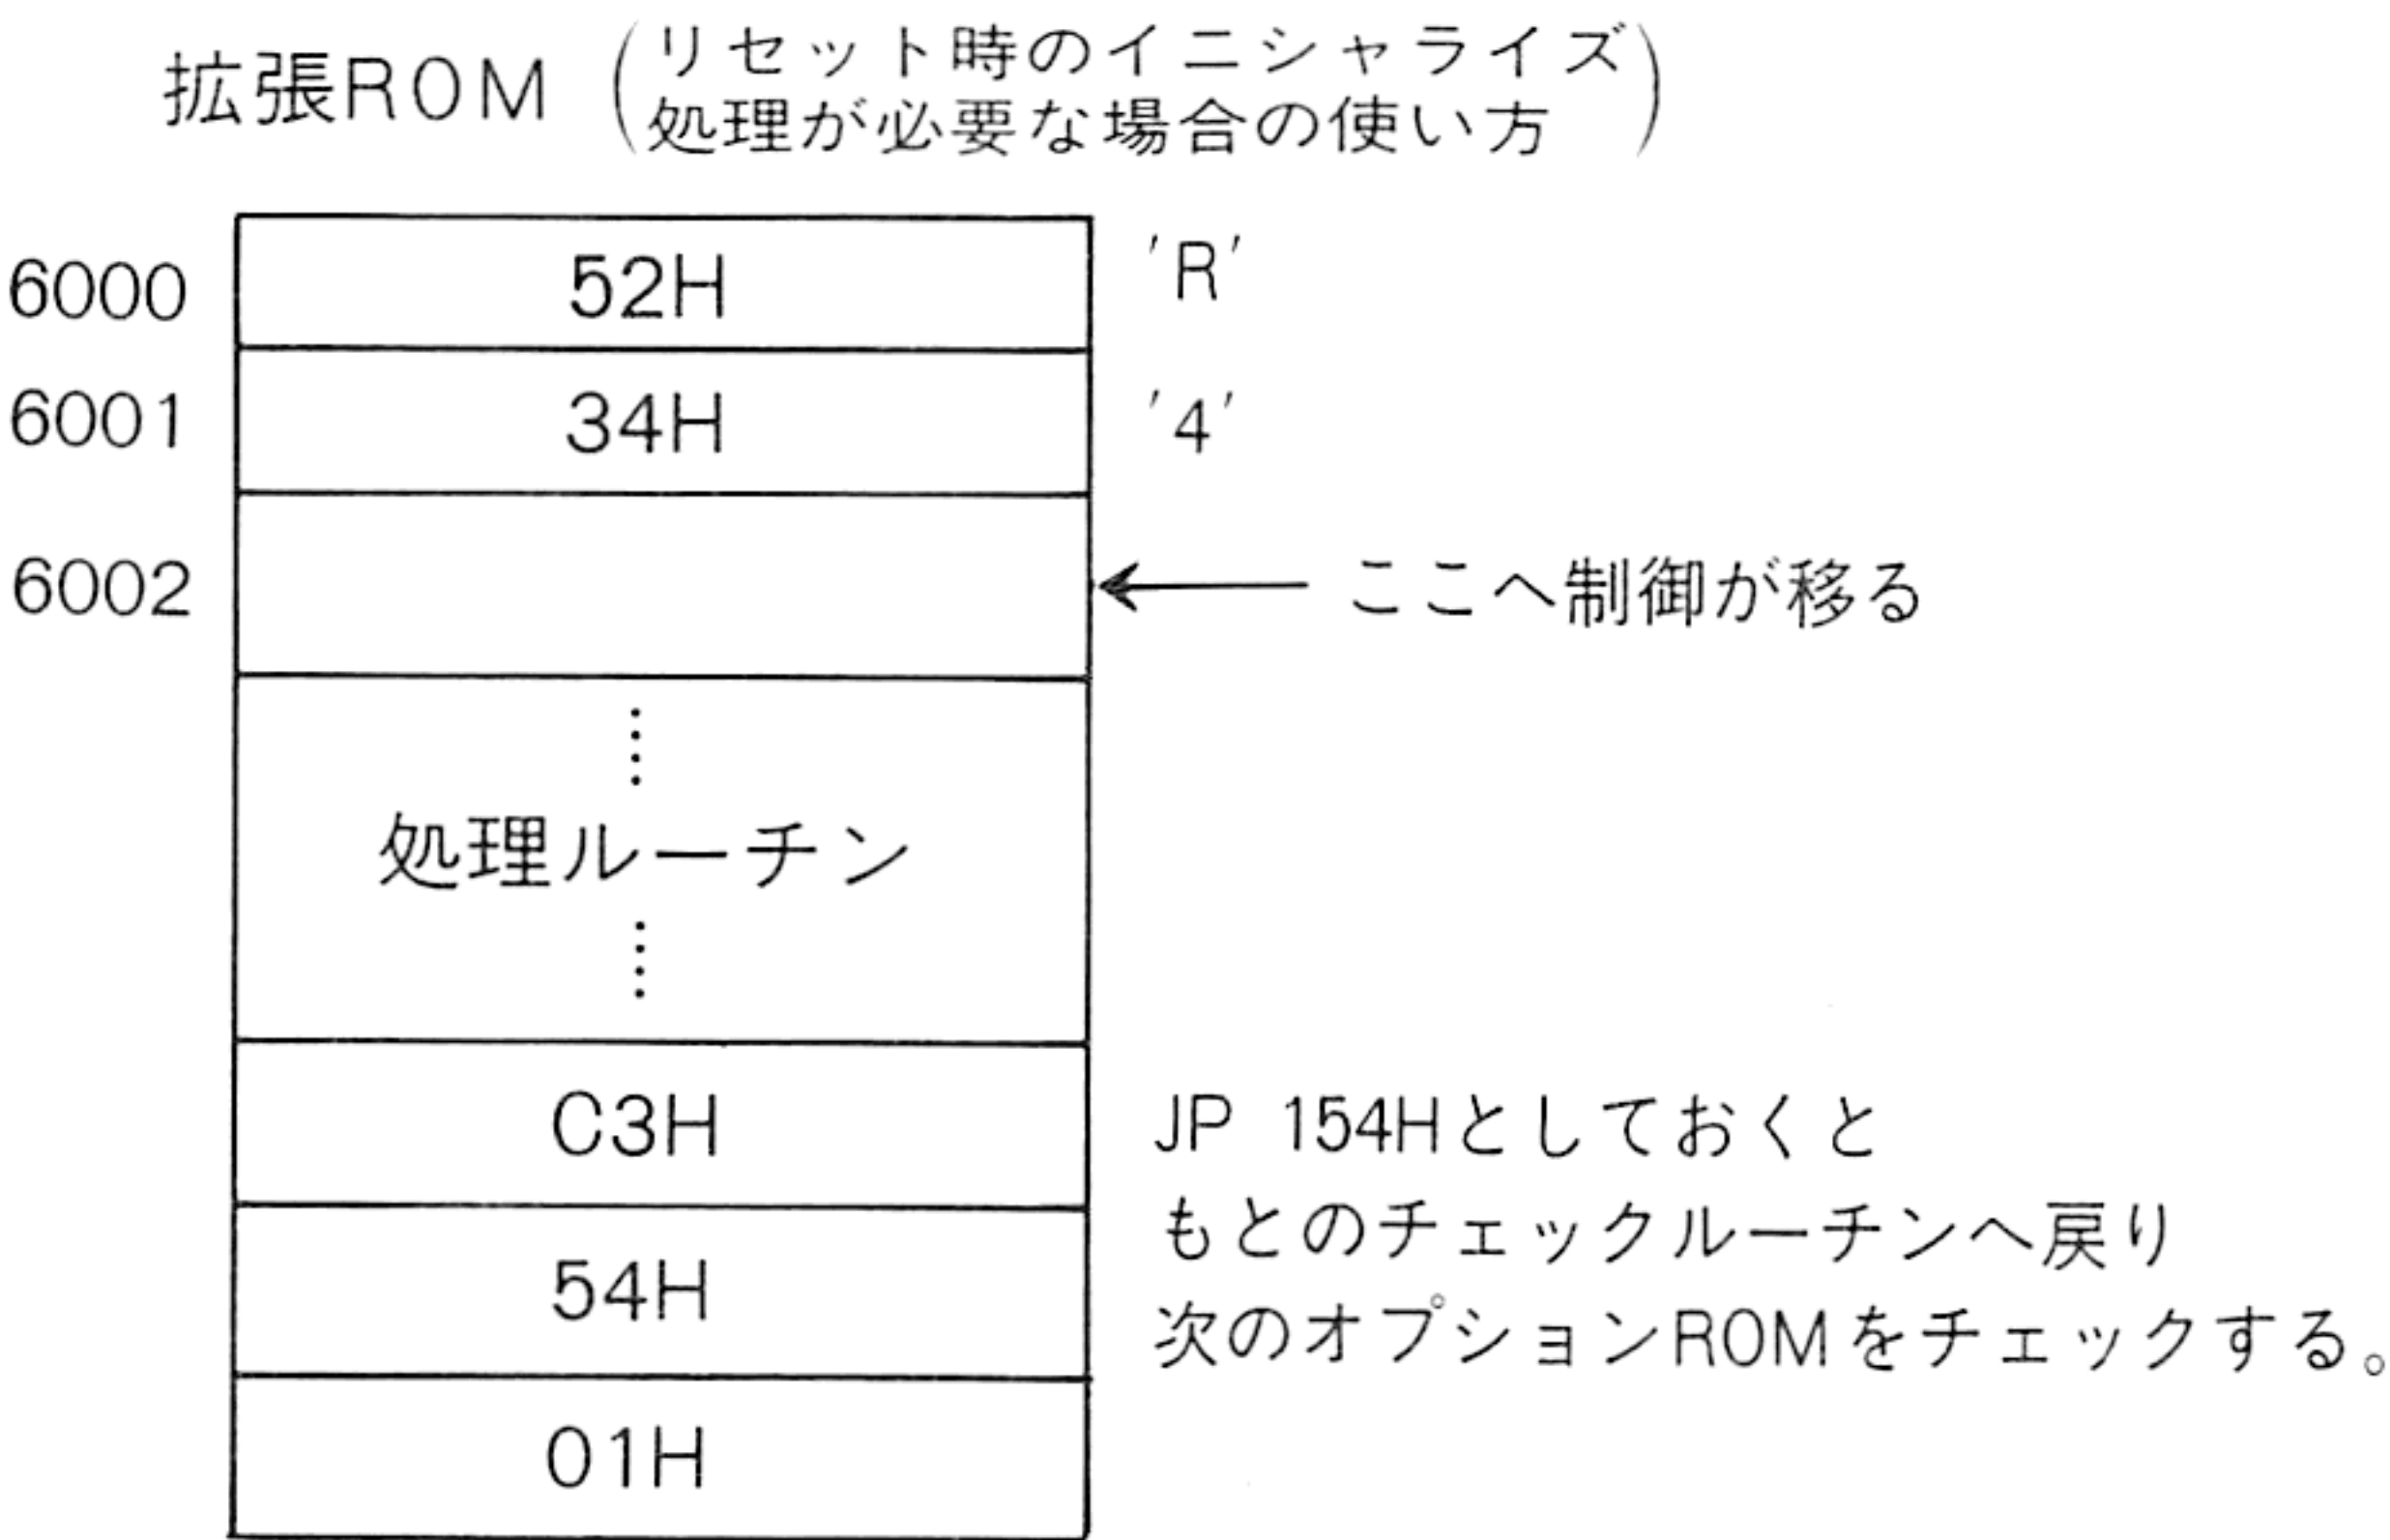 拡張ROM (リセット時のイニシャライズ
処理が必要な場合の使い方)
6000 52H 'R'
6001 34H '4'
6002 ← ここへ制御が移る
処理ルーチン
C3H JP 154Hとしておくと
もとのチェックルーチンへ戻り
54H
次のオプションROMをチェックする。
01H